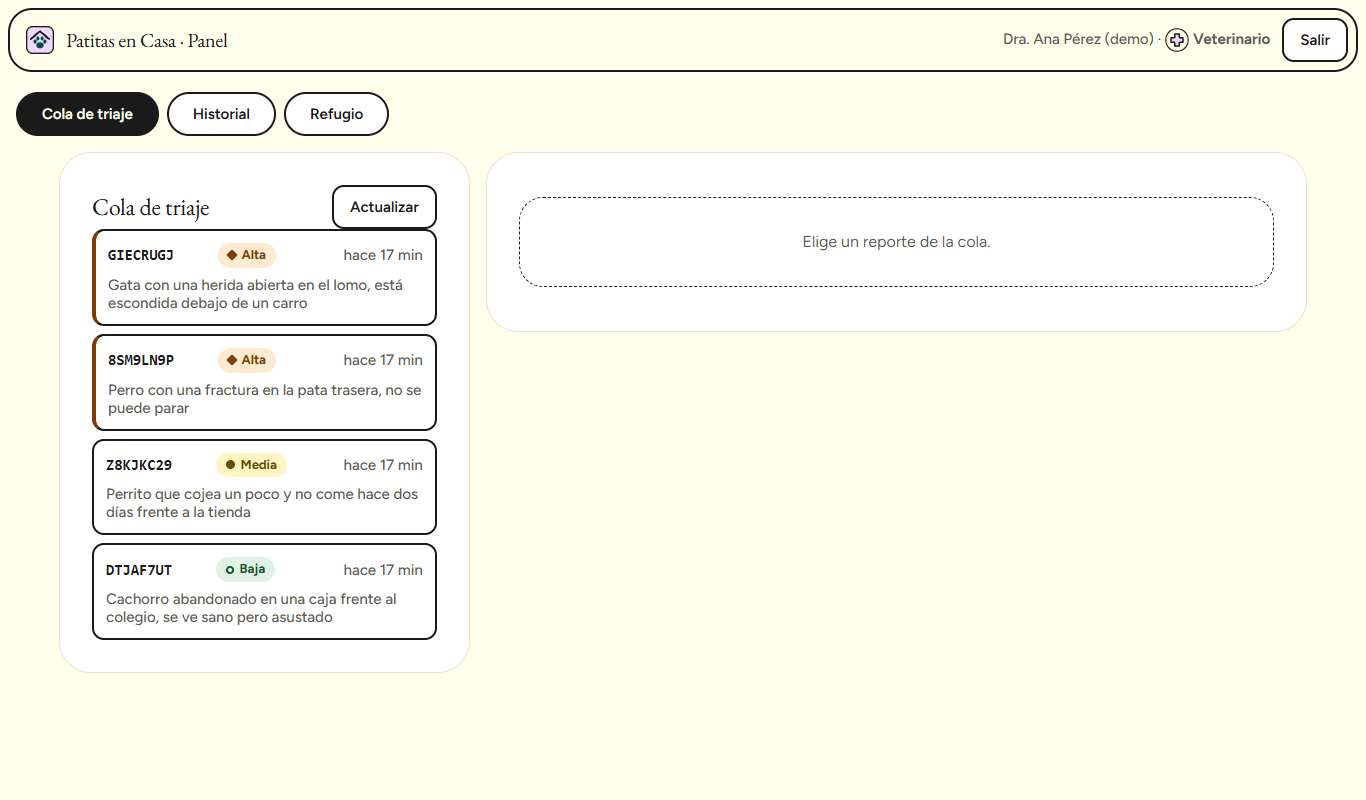 Patitas en Casa · Panel
Dra. Ana Pérez (demo) · Veterinario
Salir
Cola de triaje
Historial
Refugio
Cola de triaje
Actualizar
GIECRUGJ
Alta
hace 17 min
Gata con una herida abierta en el lomo, está
escondida debajo de un carro
8SM9LN9P
Alta
hace 17 min
Perro con una fractura en la pata trasera, no se
puede parar
Z8KJKC29
Media
hace 17 min
Perrito que cojea un poco y no come hace dos
días frente a la tienda
DTJAF7UT
Baja
hace 17 min
Cachorro abandonado en una caja frente al
colegio, se ve sano pero asustado
Elige un reporte de la cola.